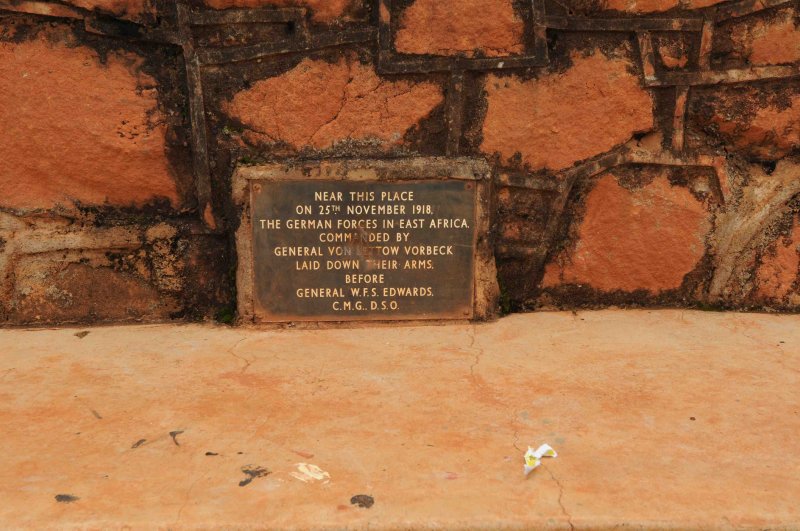 NEAR THIS PLACE
ON 25TH NOVEMBER 1918,
THE GERMAN FORCES IN EAST AFRICA.
COMMANDED BY
GENERAL VON LETTOW VORBECK
LAID DOWN THEIR ARMS.
BEFORE
GENERAL W.F.S. EDWARDS.
C.M.G., D.S.O.